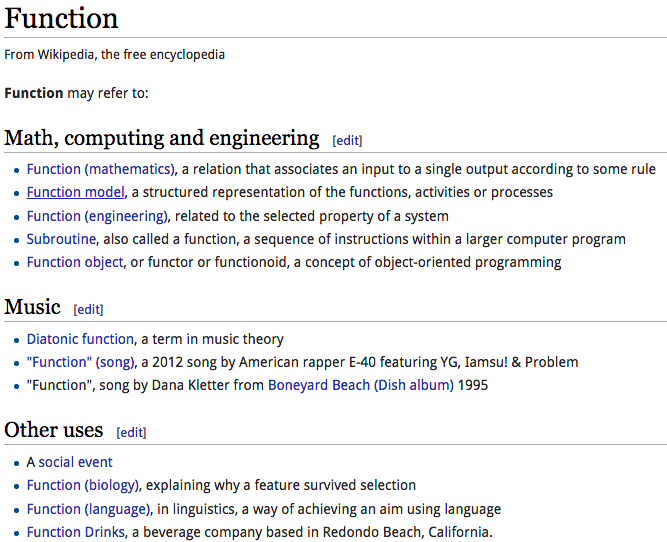 Function
From Wikipedia, the free encyclopedia
Function may refer to:
Math, computing and engineering [edit]
Function (mathematics), a relation that associates an input to a single output according to some rule
Function model, a structured representation of the functions, activities or processes
Function (engineering), related to the selected property of a system
Subroutine, also called a function, a sequence of instructions within a larger computer program
Function object, or functor or functionoid, a concept of object-oriented programming
Music [edit]
Diatonic function, a term in music theory
"Function" (song), a 2012 song by American rapper E-40 featuring YG, Iamsu! & Problem
"Function", song by Dana Kletter from Boneyard Beach (Dish album) 1995
Other uses [edit]
A social event
Function (biology), explaining why a feature survived selection
Function (language), in linguistics, a way of achieving an aim using language
Function Drinks, a beverage company based in Redondo Beach, California.